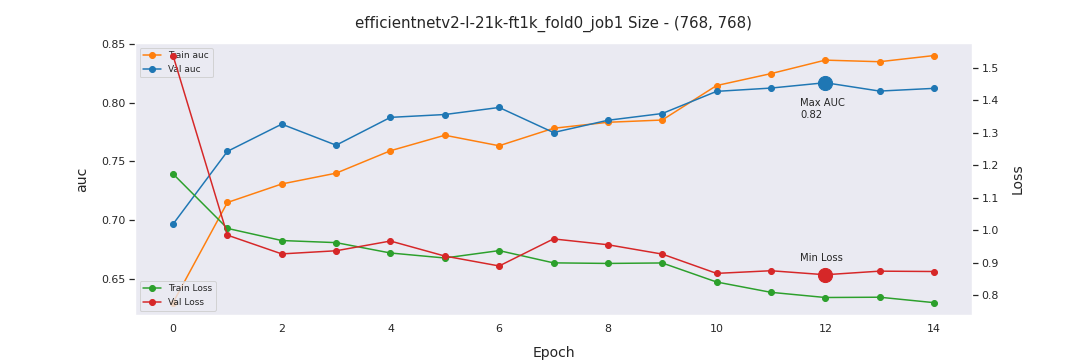 efficientnetv2-l-21k-ft1k_fold0_job1 Size - (768, 768)
0.85
0.80
0.75
0.70
0.65
auc
Train auc
Val auc
Max AUC
0.82
Min Loss
Train Loss
Val Loss
1.5
1.4
1.3
1.2
1.1
1.0
0.9
0.8
Loss
0 2 4 6 8 10 12 14
Epoch